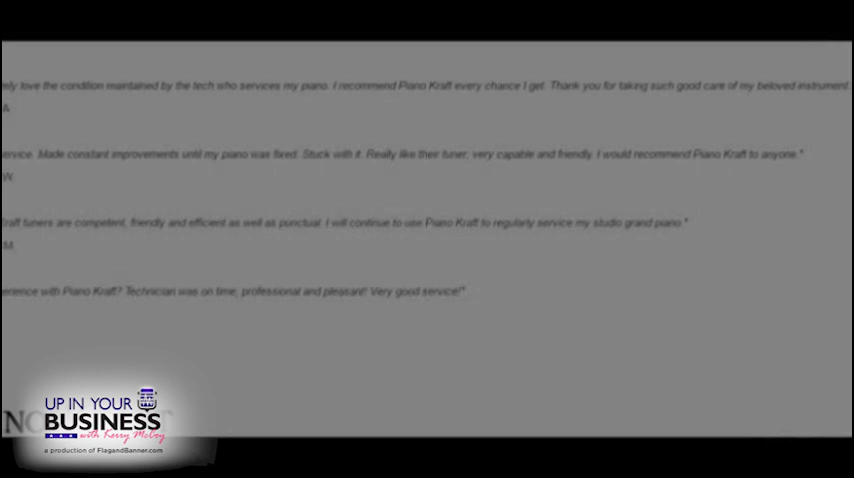 ely love the condition maintained by the tech who services my piano. I recommend Piano Kraft every chance I get. Thank you for taking such good care of my beloved instrument.
A.
ervice. Made constant improvements until my piano was fixed. Stuck with it. Really like their tuner, very capable and friendly. I would recommend Piano Kraft to anyone."
W.
Kraft tuners are competent, friendly and efficient as well as punctual. I will continue to use Piano Kraft to regularly service my studio grand piano."
M.
erience with Piano Kraft? Technician was on time, professional and pleasant! Very good service!"
UP IN YOUR
BUSINESS
with Kerry McCoy
a production of FlagandBanner.com